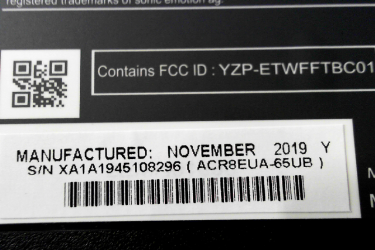 registered trademarks of sonic emotion ag.
Contains FCC ID : YZP-ETWFFTBC01
MANUFACTURED: NOVEMBER 2019 Y
S/N XA1A1945108296 ( ACR8EUA-65UB )